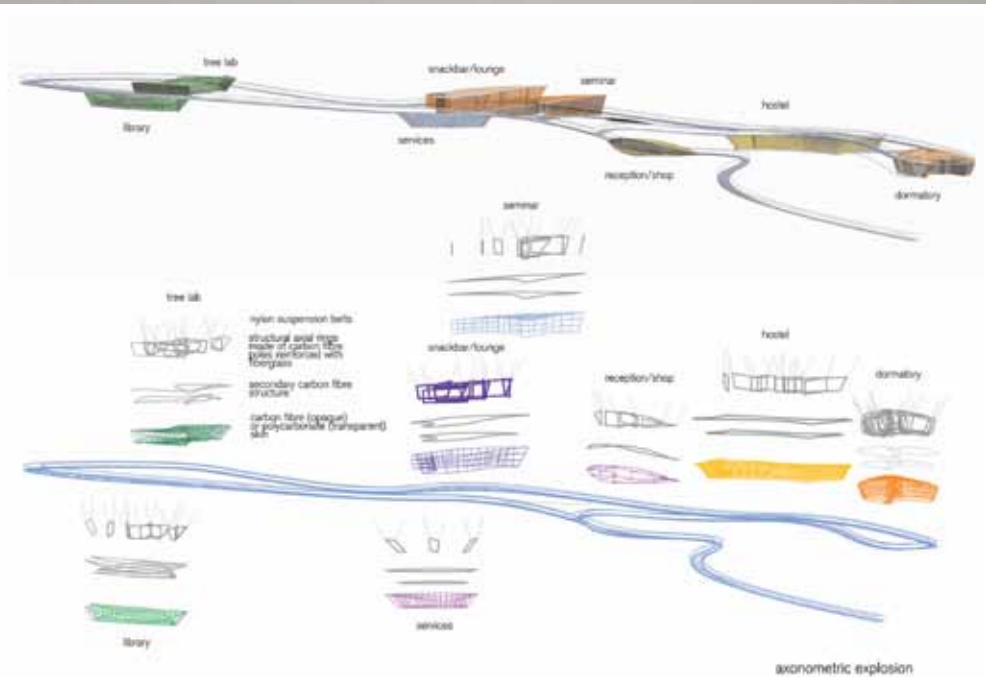 tree lab
snackbar/lounge
seminar
hostel
library
services
reception/shop
dormatory
seminar
tree lab
nylon suspension belts
structural axial rings
made of carbon fibre
poles reinforced with
fiberglass
secondary carbon fibre
structure
carbon fibre (opaque)
or polycarbonate (transparent)
skin
snackbar/lounge
reception/shop
hostel
dormatory
library
services
axonometric explosion